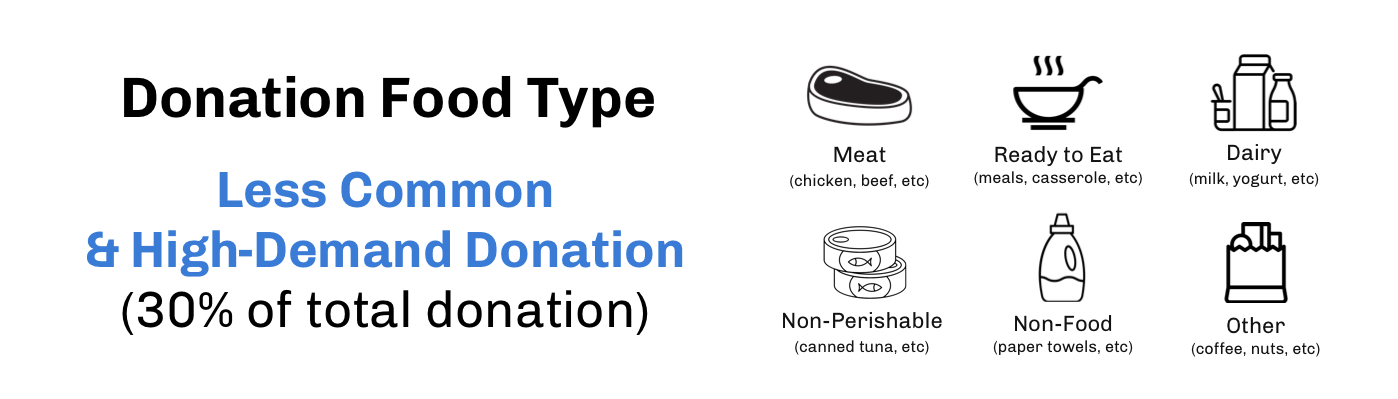 Donation Food Type
Less Common
& High-Demand Donation
(30% of total donation)
Meat
(chicken, beef, etc)
Ready to Eat
(meals, casserole, etc)
Dairy
(milk, yogurt, etc)
Non-Perishable
(canned tuna, etc)
Non-Food
(paper towels, etc)
Other
(coffee, nuts, etc)